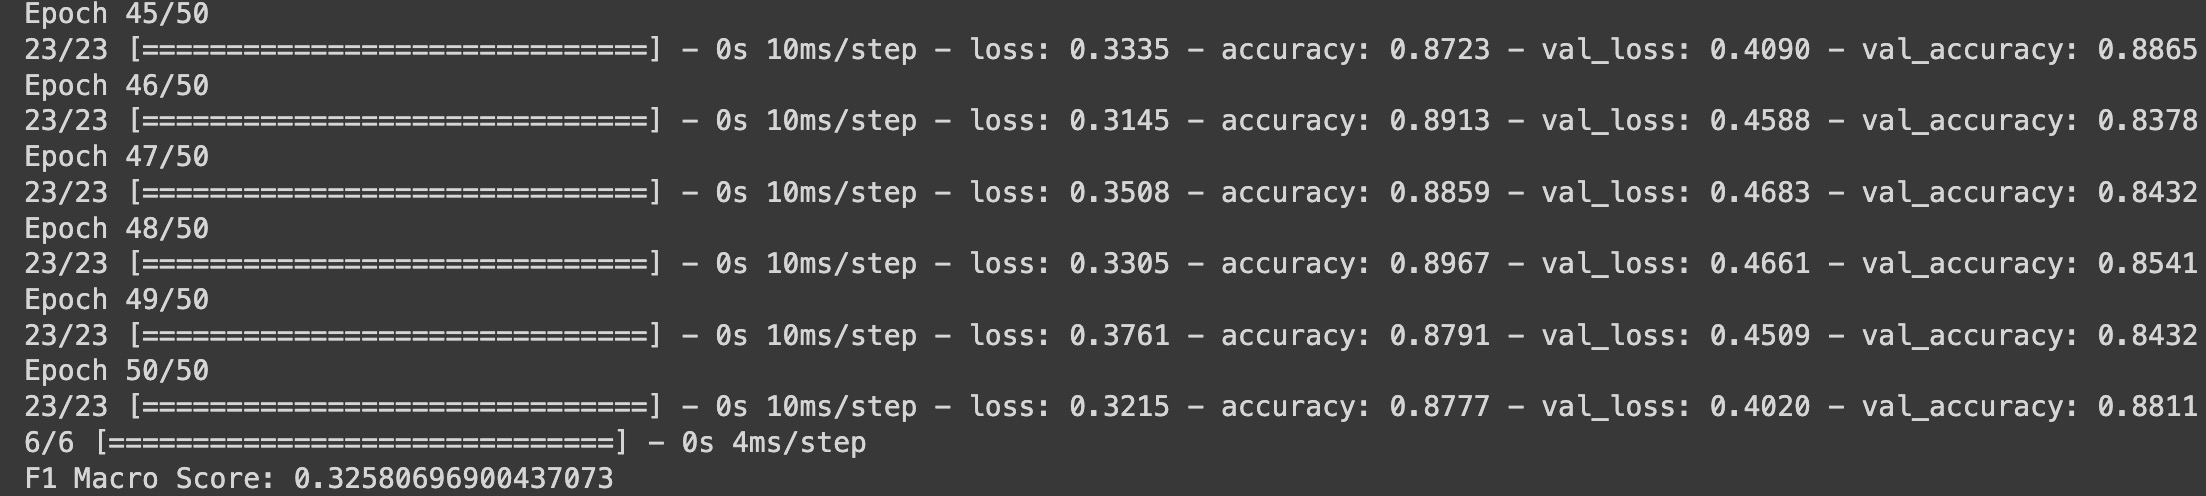 Epoch 45/50
23/23 [==============================] - 0s 10ms/step - loss: 0.3335 - accuracy: 0.8723 - val_loss: 0.4090 - val_accuracy: 0.8865
Epoch 46/50
23/23 [==============================] - 0s 10ms/step - loss: 0.3145 - accuracy: 0.8913 - val_loss: 0.4588 - val_accuracy: 0.8378
Epoch 47/50
23/23 [==============================] - 0s 10ms/step - loss: 0.3508 - accuracy: 0.8859 - val_loss: 0.4683 - val_accuracy: 0.8432
Epoch 48/50
23/23 [==============================] - 0s 10ms/step - loss: 0.3305 - accuracy: 0.8967 - val_loss: 0.4661 - val_accuracy: 0.8541
Epoch 49/50
23/23 [==============================] - 0s 10ms/step - loss: 0.3761 - accuracy: 0.8791 - val_loss: 0.4509 - val_accuracy: 0.8432
Epoch 50/50
23/23 [==============================] - 0s 10ms/step - loss: 0.3215 - accuracy: 0.8777 - val_loss: 0.4020 - val_accuracy: 0.8811
6/6 [==============================] - 0s 4ms/step
F1 Macro Score: 0.32580696900437073